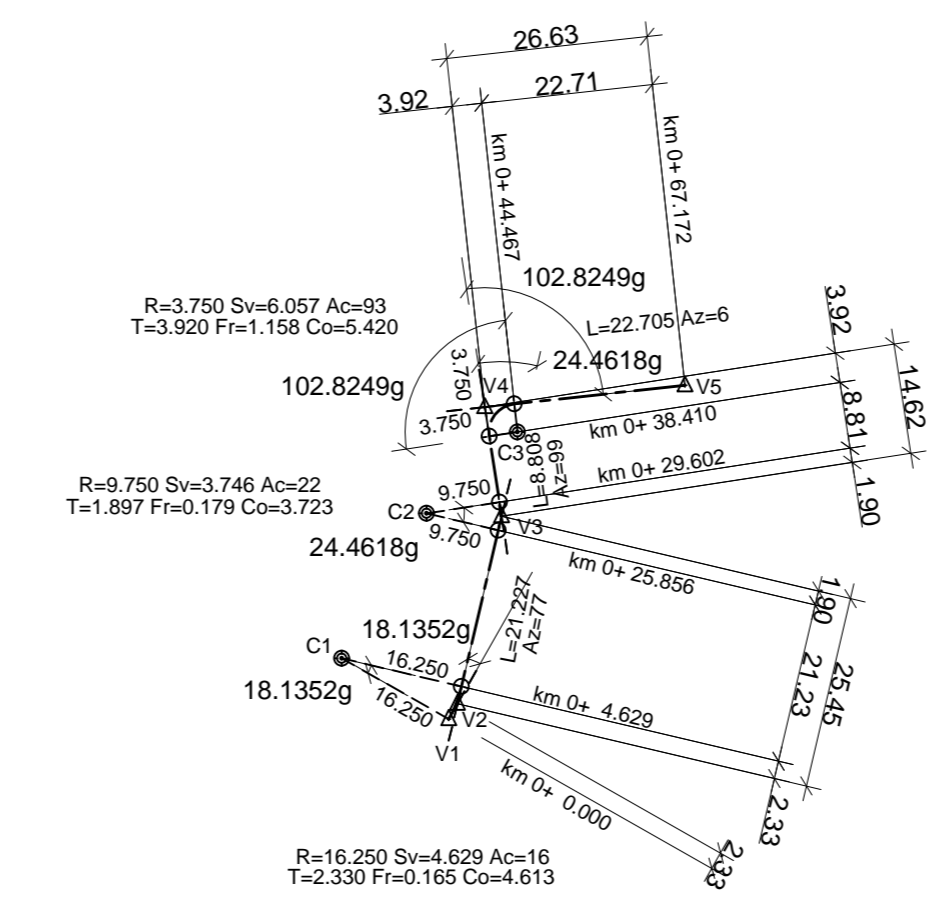 26.63
3.92
22.71
km 0+ 44.467
km 0+ 67.172
102.8249g
R=3.750 Sv=6.057 Ac=93
T=3.920 Fr=1.158 Co=5.420
L=22.705 Az=6
3.92
3.750
24.4618g
102.8249g
V4
V5
14.62
3.750
km 0+ 38.410
8.81
C3
L=8.808
Az=99
km 0+ 29.602
R=9.750 Sv=3.746 Ac=22
T=1.897 Fr=0.179 Co=3.723
9.750
1.90
C2
V3
9.750
24.4618g
km 0+ 25.856
1.90
L=21.227
Az=77
18.1352g
C1
16.250
21.23
25.45
18.1352g
16.250
km 0+ 4.629
V2
V1
km 0+ 0.000
2.33
2.33
R=16.250 Sv=4.629 Ac=16
T=2.330 Fr=0.165 Co=4.613